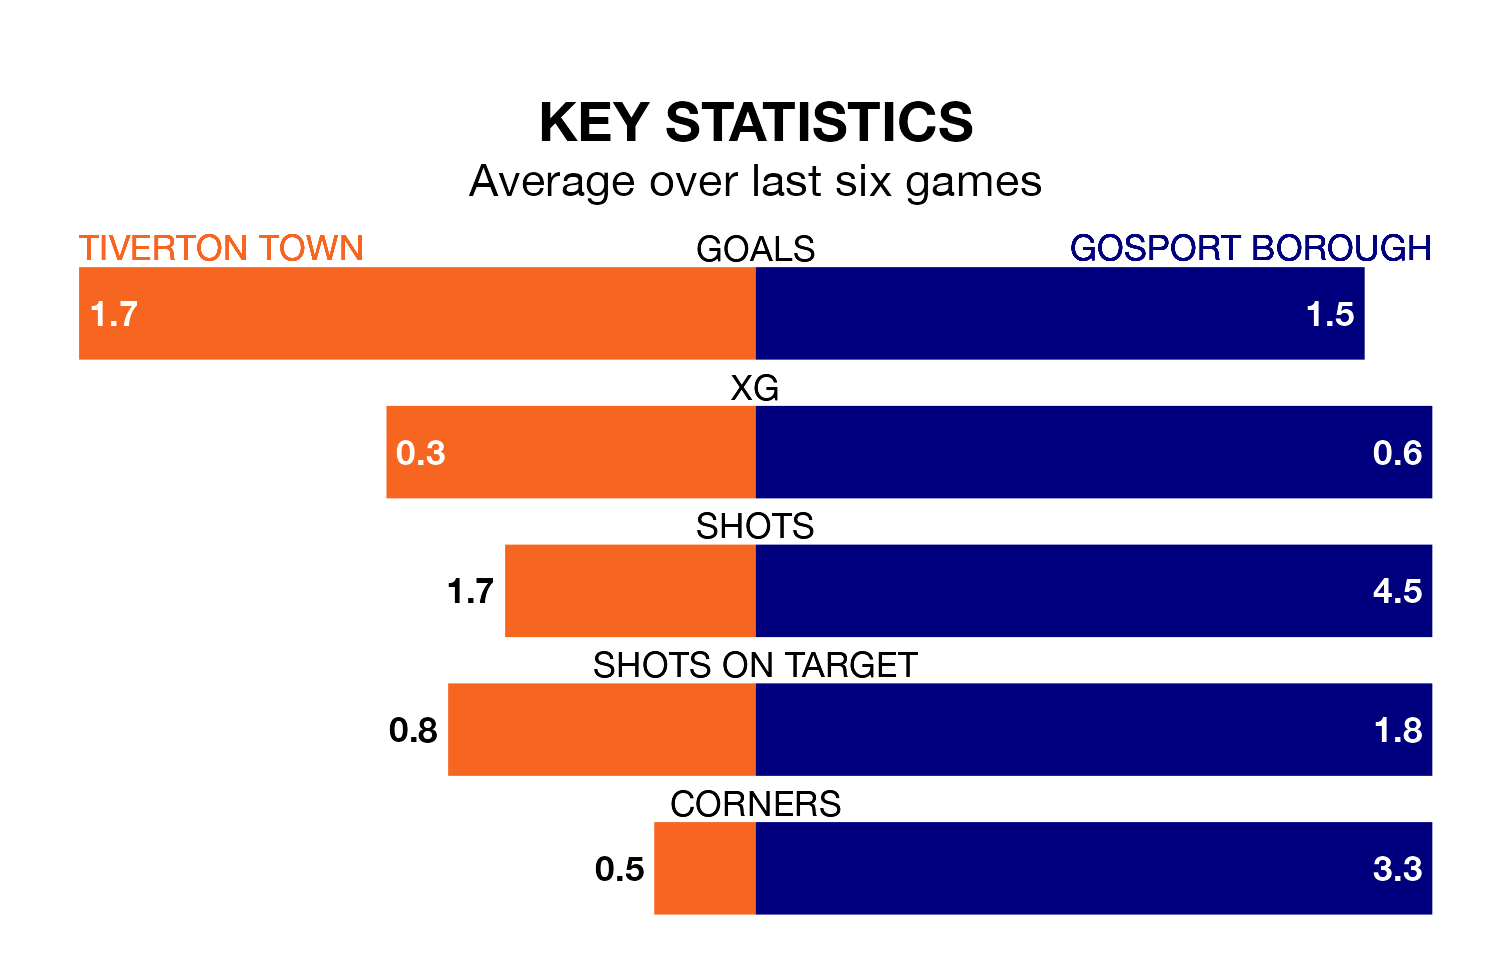 KEY STATISTICS
Average over last six games
TIVERTON TOWN GOALS GOSPORT BOROUGH
1.7 1.5
XG
0.3 0.6
SHOTS
1.7 4.5
SHOTS ON TARGET
0.8 1.8
CORNERS
0.5 3.3